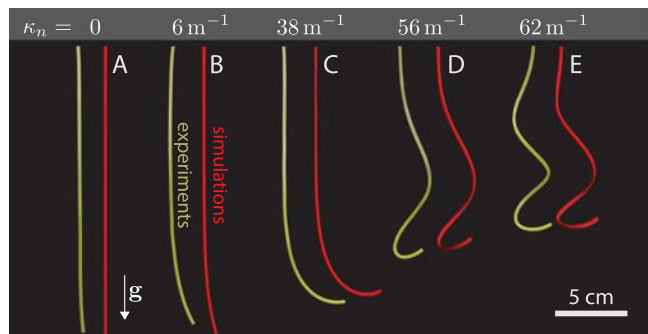 κₙ = 0 6 m⁻¹ 38 m⁻¹ 56 m⁻¹ 62 m⁻¹
A B C D E
experiments
simulations
g
5 cm